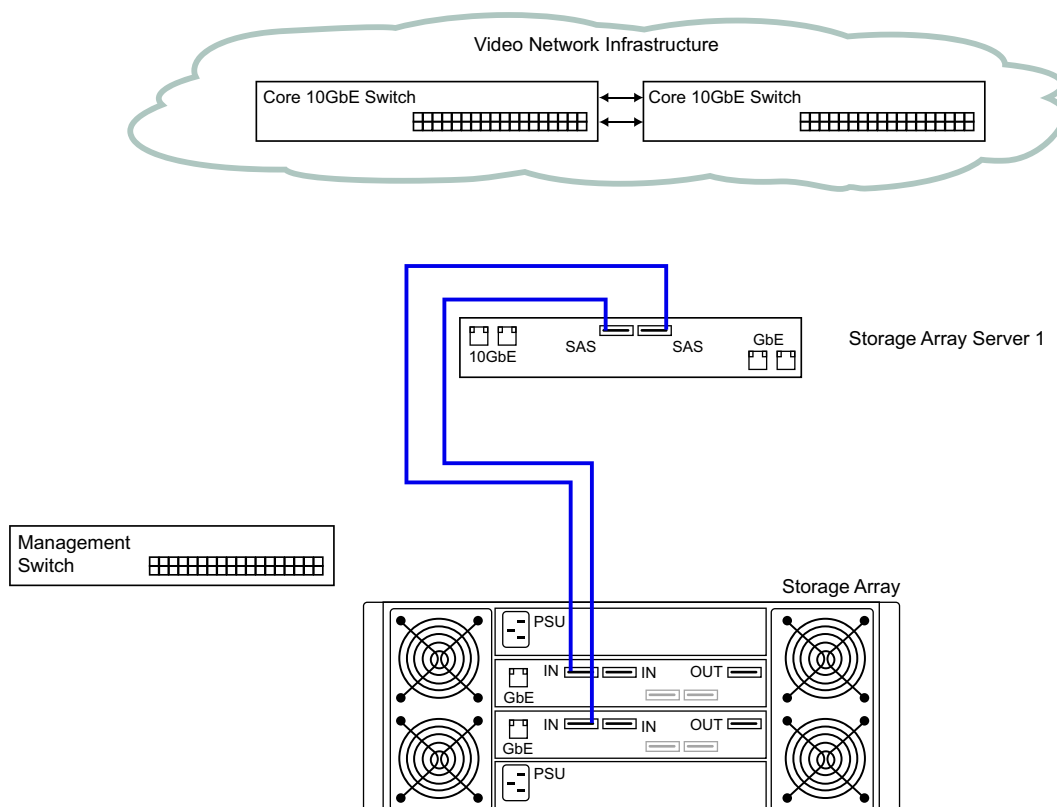 Video Network Infrastructure
Core 10GbE Switch
Core 10GbE Switch
10GbE
SAS
SAS
GbE
Storage Array Server 1
Management
Switch
Storage Array
PSU
IN
IN
OUT
GbE
IN
IN
OUT
GbE
PSU